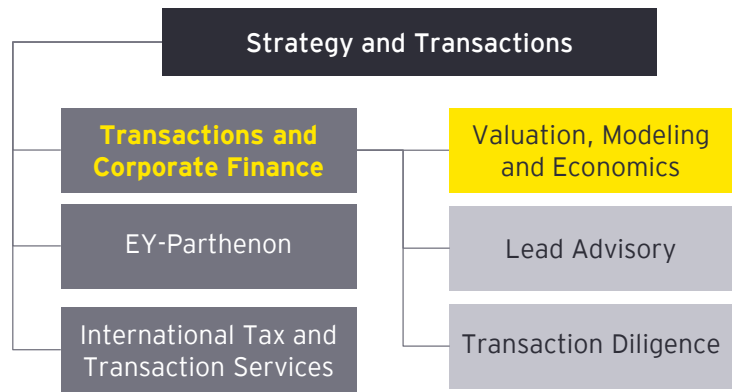 Strategy and Transactions
Transactions and
Corporate Finance
Valuation, Modeling
and Economics
EY-Parthenon
Lead Advisory
International Tax and
Transaction Services
Transaction Diligence